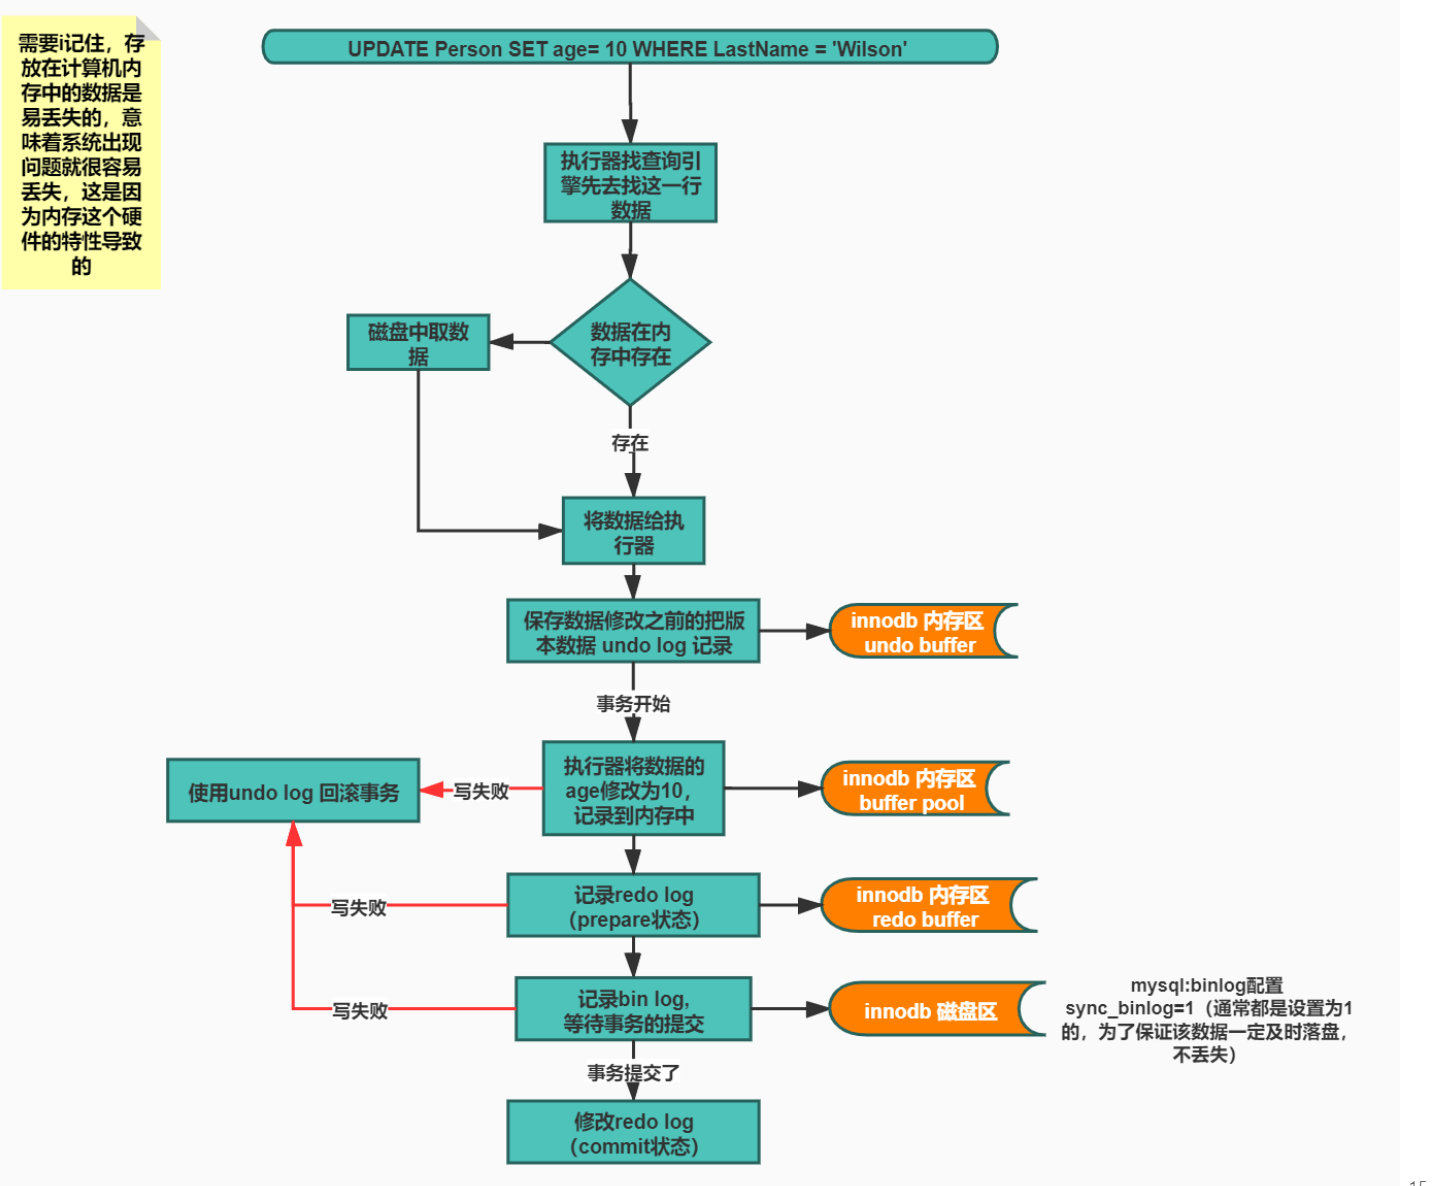 需要i记住，存
放在计算机内
存中的数据是
易丢失的，意
味着系统出现
问题就很容易
丢失，这是因
为内存这个硬
件的特性导致
的
UPDATE Person SET age= 10 WHERE LastName = 'Wilson'
执行器找查询引
擎先去找这一行
数据
数据在内
存中存在
磁盘中取数
据
存在
将数据给执
行器
保存数据修改之前的把版
本数据 undo log 记录
innodb 内存区
undo buffer
事务开始
执行器将数据的
age修改为10，
记录到内存中
innodb 内存区
buffer pool
写失败
使用undo log 回滚事务
记录redo log
（prepare状态）
innodb 内存区
redo buffer
写失败
记录bin log,
等待事务的提交
innodb 磁盘区
mysql:binlog配置
sync_binlog=1（通常都是设置为1
的，为了保证该数据一定及时落盘，
不丢失）
写失败
事务提交了
修改redo log
（commit状态）